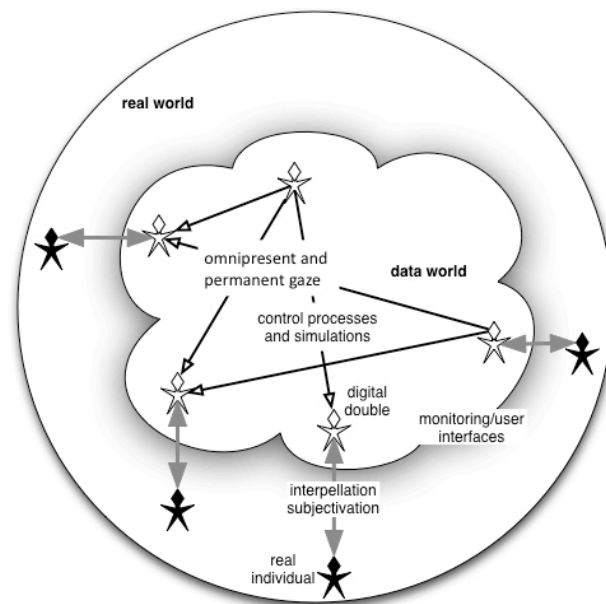 real world
omnipresent and
permanent gaze
data world
control processes
and simulations
digital
double
monitoring/user
interfaces
interpellation
subjectivation
real
individual